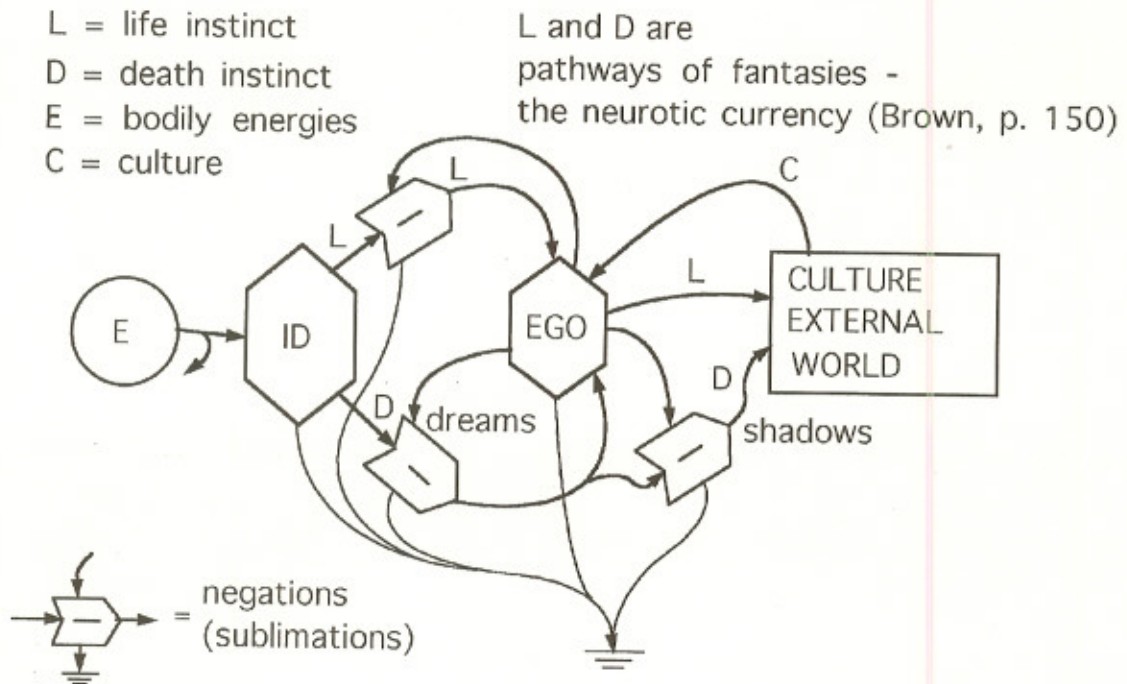 L = life instinct
D = death instinct
E = bodily energies
C = culture
L and D are
pathways of fantasies -
the neurotic currency (Brown, p. 150)
L
C
L
L
E
ID
EGO
CULTURE
EXTERNAL
WORLD
D
dreams
D
shadows
= negations
(sublimations)